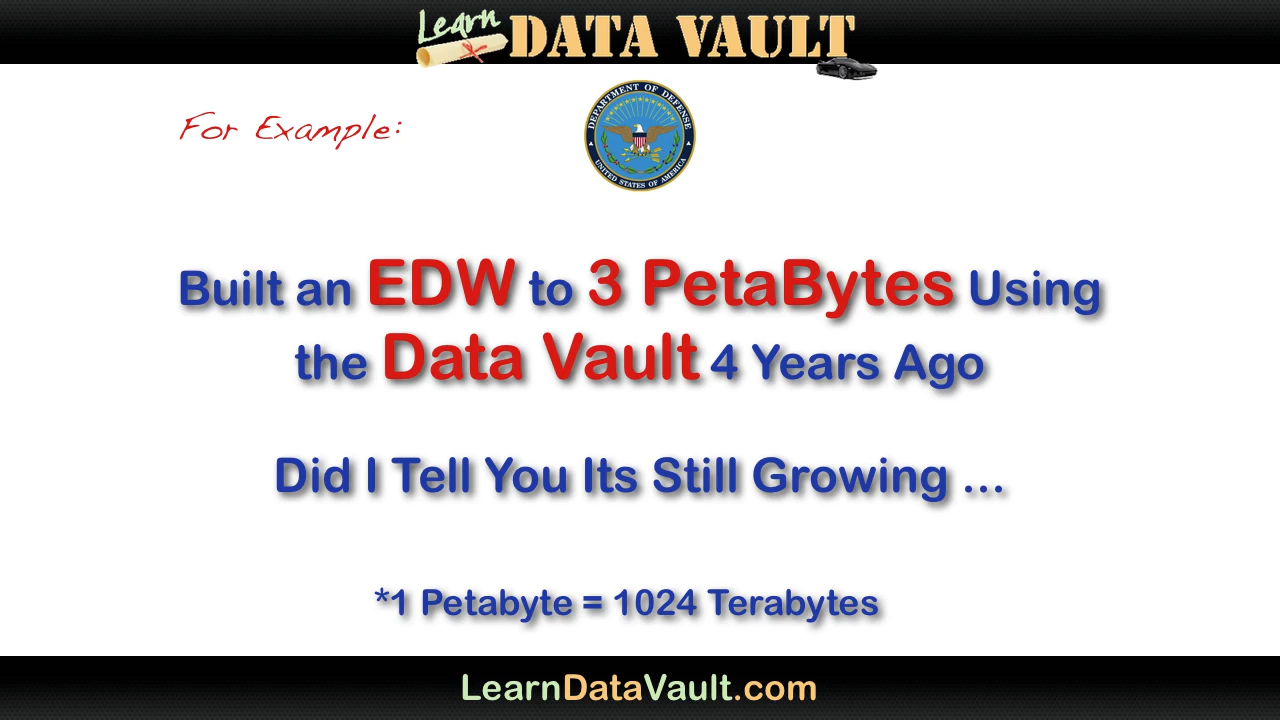 Learn DATA VAULT
For Example:
DEPARTMENT OF DEFENSE
UNITED STATES OF AMERICA
Built an EDW to 3 PetaBytes Using
the Data Vault 4 Years Ago
Did I Tell You Its Still Growing ...
*1 Petabyte = 1024 Terabytes
LearnDataVault.com